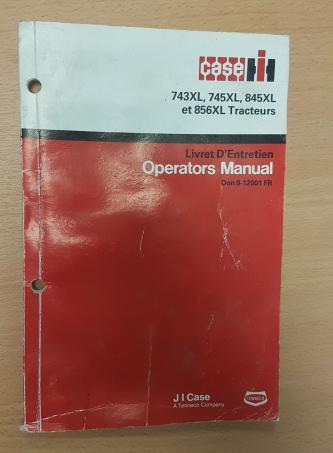 case IH
743XL, 745XL, 845XL
et 856XL Tracteurs
Livret D'Entretien
Operators Manual
Don 9-12001 FR
J I Case
A Tenneco Company
TENNECO